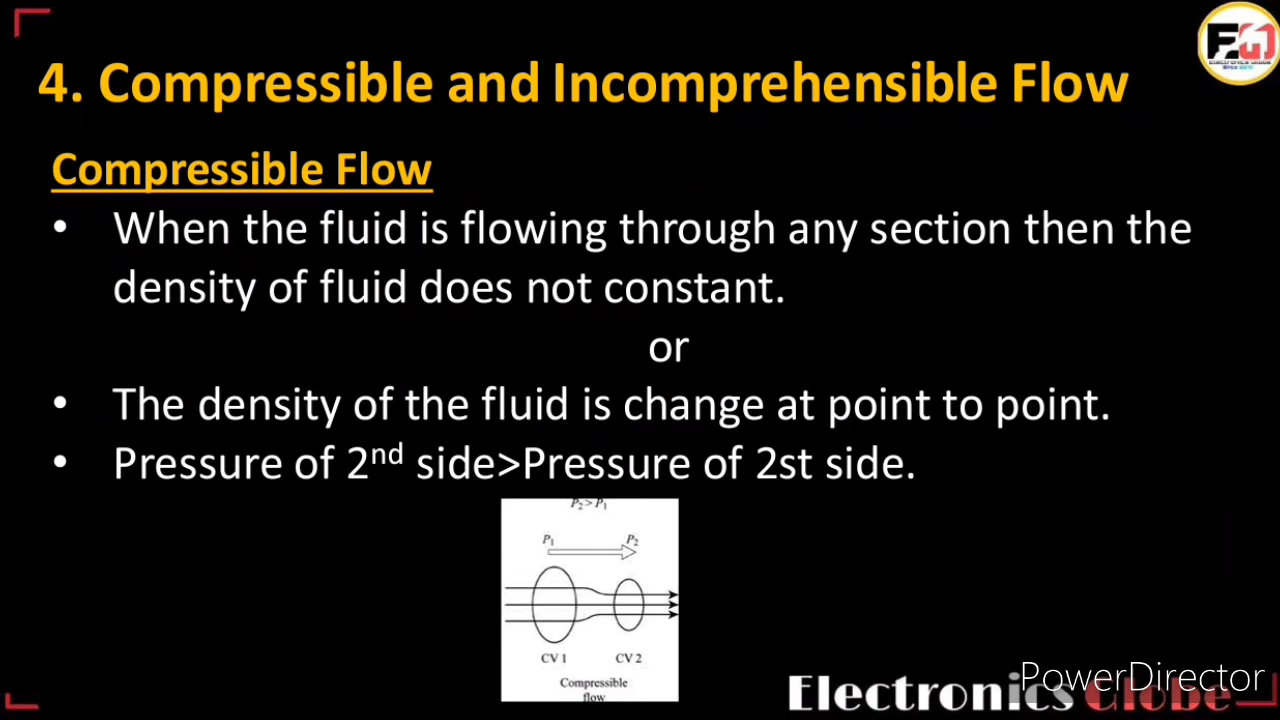 4. Compressible and Incomprehensible Flow
Compressible Flow
• When the fluid is flowing through any section then the
density of fluid does not constant.
or
• The density of the fluid is change at point to point.
• Pressure of 2nd side>Pressure of 2st side.
P2 > P1
P1 P2
CV 1 CV 2
Compressible
flow
PowerDirector
Electronics Globe
Electronics Globe